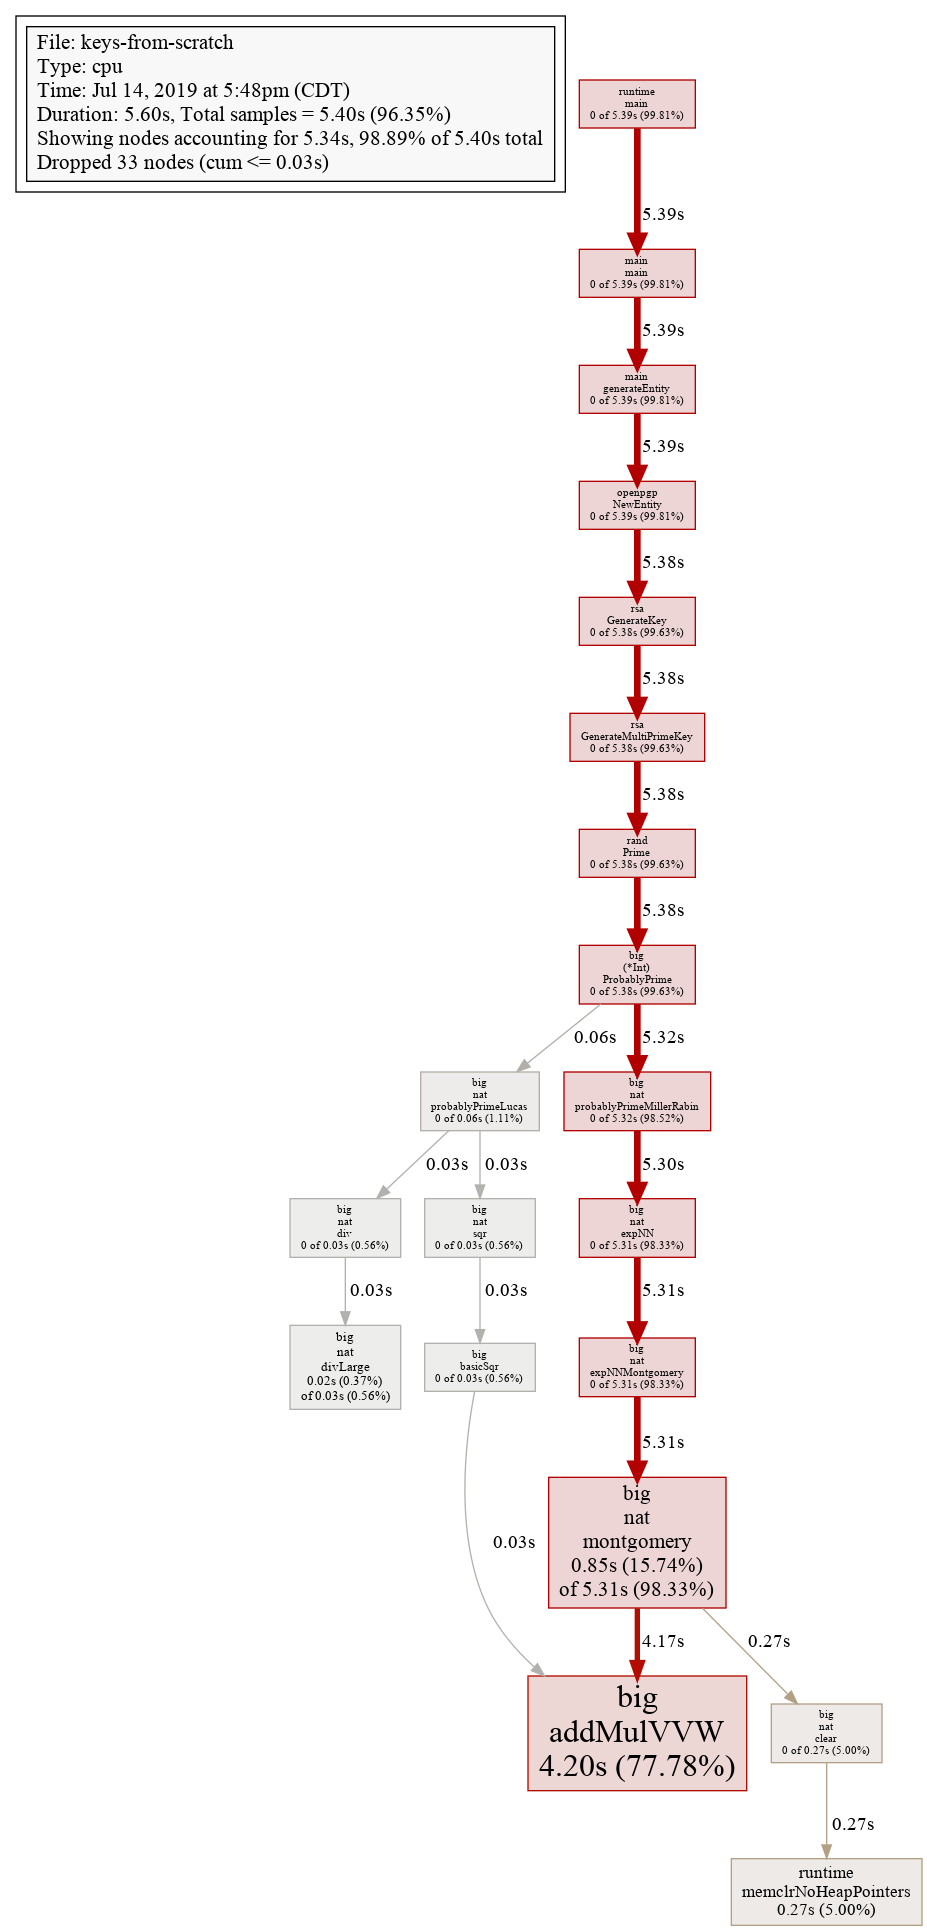 File: keys-from-scratch
Type: cpu
Time: Jul 14, 2019 at 5:48pm (CDT)
Duration: 5.60s, Total samples = 5.40s (96.35%)
Showing nodes accounting for 5.34s, 98.89% of 5.40s total
Dropped 33 nodes (cum <= 0.03s)
runtime
main
0 of 5.39s (99.81%)
5.39s
main
main
0 of 5.39s (99.81%)
5.39s
main
generateEntity
0 of 5.39s (99.81%)
5.39s
openpgp
NewEntity
0 of 5.39s (99.81%)
5.38s
rsa
GenerateKey
0 of 5.38s (99.63%)
5.38s
rsa
GenerateMultiPrimeKey
0 of 5.38s (99.63%)
5.38s
rand
Prime
0 of 5.38s (99.63%)
5.38s
big
(*Int)
ProbablyPrime
0 of 5.38s (99.63%)
0.06s
5.32s
big
nat
probablyPrimeLucas
0 of 0.06s (1.11%)
big
nat
probablyPrimeMillerRabin
0 of 5.32s (98.52%)
0.03s
0.03s
5.30s
big
nat
div
0 of 0.03s (0.56%)
big
nat
sqr
0 of 0.03s (0.56%)
big
nat
expNN
0 of 5.31s (98.33%)
0.03s
0.03s
5.31s
big
nat
divLarge
0.02s (0.37%)
of 0.03s (0.56%)
big
basicSqr
0 of 0.03s (0.56%)
big
nat
expNNMontgomery
0 of 5.31s (98.33%)
5.31s
0.03s
big
nat
montgomery
0.85s (15.74%)
of 5.31s (98.33%)
4.17s
0.27s
big
addMulVVW
4.20s (77.78%)
big
nat
clear
0 of 0.27s (5.00%)
0.27s
runtime
memclrNoHeapPointers
0.27s (5.00%)